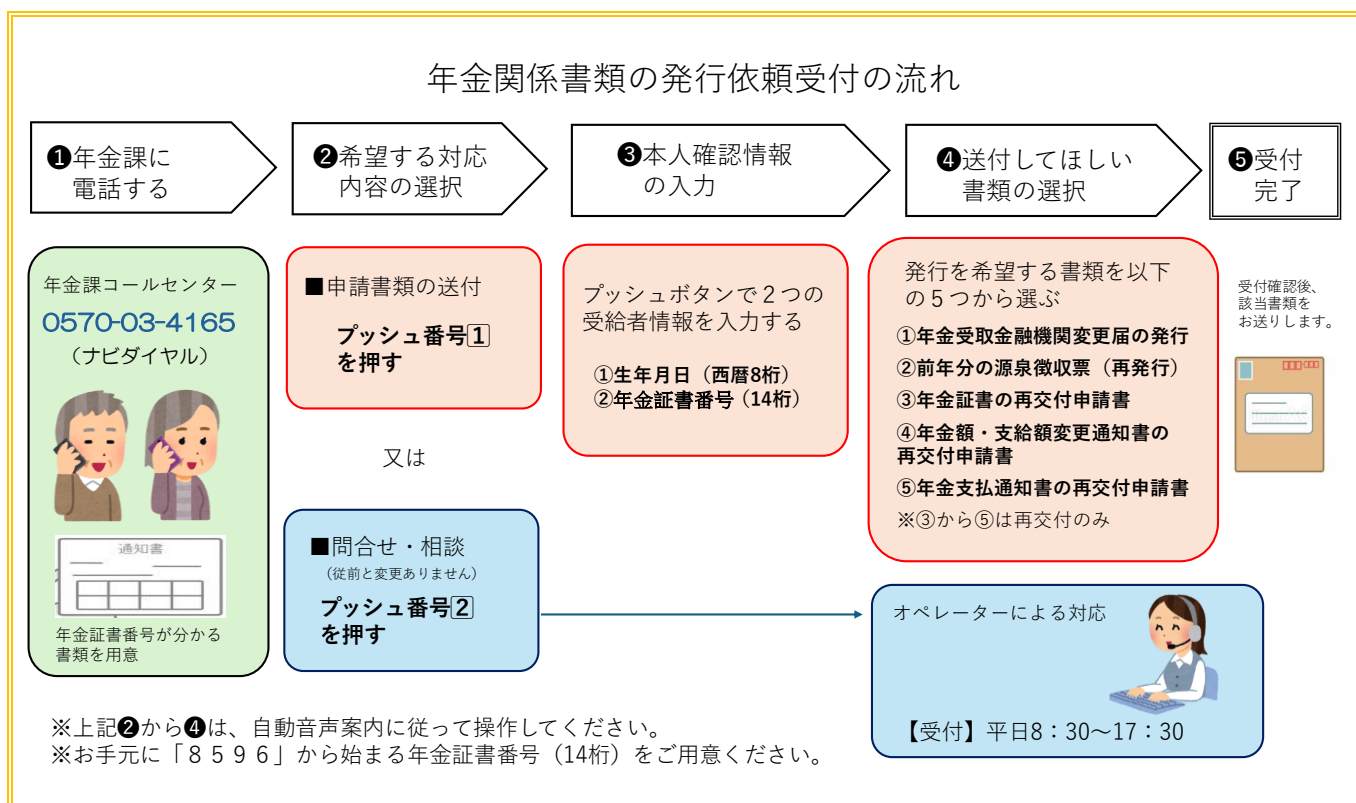 年金関係書類の発行依頼受付の流れ
❶年金課に
電話する
❷希望する対応
内容の選択
❸本人確認情報
の入力
❹送付してほしい
書類の選択
❺受付
完了
年金課コールセンター
0570-03-4165
（ナビダイヤル）
通知書
年金証書番号が分かる
書類を用意
■申請書類の送付
プッシュ番号1
を押す
又は
■問合せ・相談
（従前と変更ありません）
プッシュ番号2
を押す
プッシュボタンで２つの
受給者情報を入力する
①生年月日（西暦8桁）
②年金証書番号（14桁）
発行を希望する書類を以下
の５つから選ぶ
①年金受取金融機関変更届の発行
②前年分の源泉徴収票（再発行）
③年金証書の再交付申請書
④年金額・支給額変更通知書の
再交付申請書
⑤年金支払通知書の再交付申請書
※③から⑤は再交付のみ
受付確認後、
該当書類を
お送りします。
オペレーターによる対応
【受付】平日8：30～17：30
※上記❷から❹は、自動音声案内に従って操作してください。
※お手元に「８５９６」から始まる年金証書番号（14桁）をご用意ください。